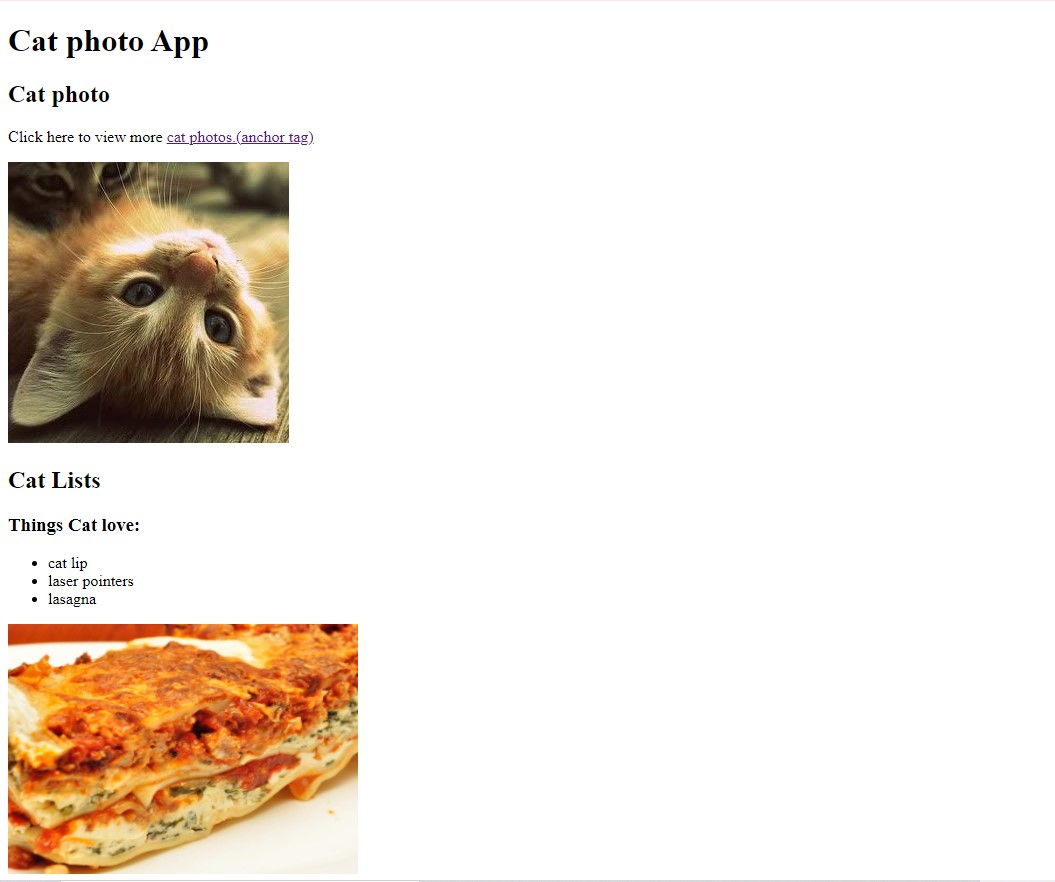 Cat photo App
Cat photo
Click here to view more cat photos.(anchor tag)
Cat Lists
Things Cat love:
cat lip
laser pointers
lasagna